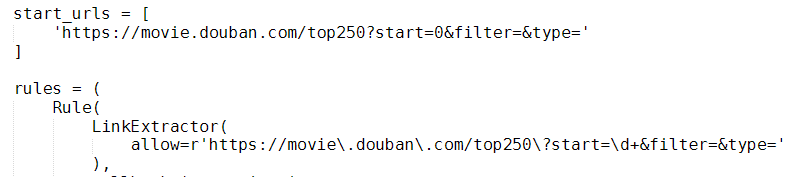 start_urls = [
    'https://movie.douban.com/top250?start=0&filter=&type='
]
rules = (
    Rule(
        LinkExtractor(
            allow=r'https://movie\.douban\.com/top250\?start=\d+&filter=&type='
        ),